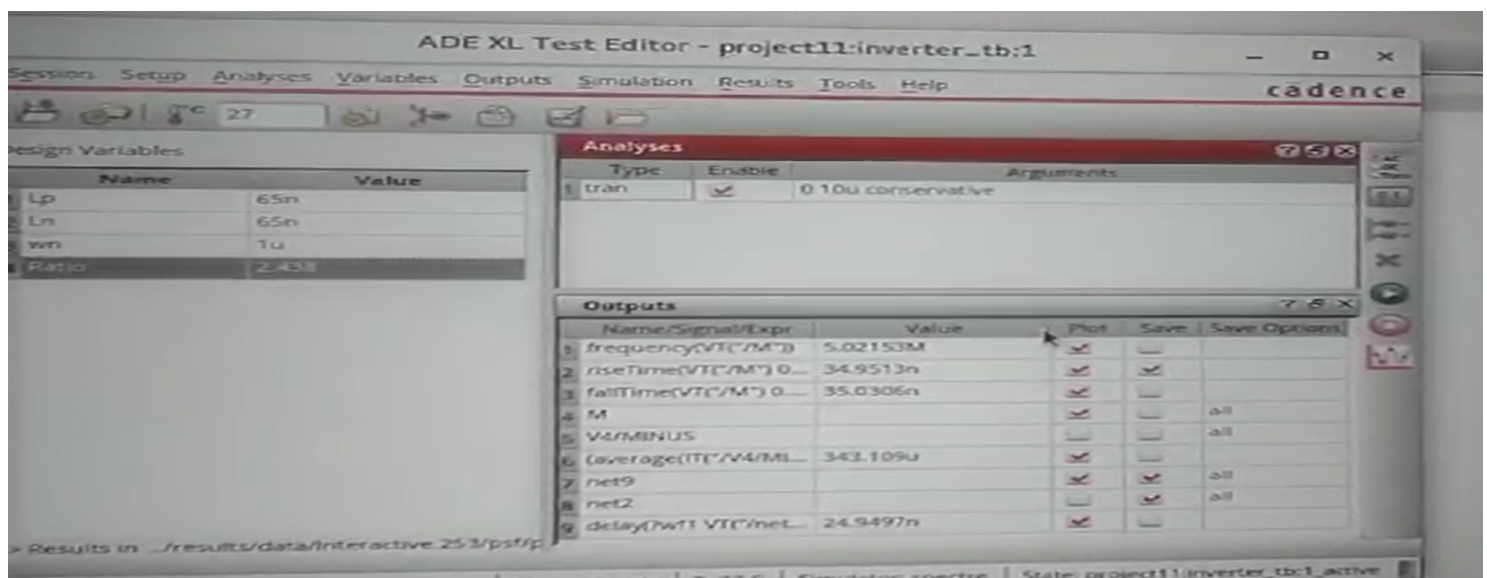 ADE XL Test Editor - project11:inverter_tb:1
Session Setup Analyses Variables Outputs Simulation Results Tools Help
cadence
27
Design Variables
Name Value
Lp 65n
Ln 65n
wn 1u
Ratio 2.438
Analyses
Type Enable Arguments
1 tran 0 10u conservative
Outputs
Name/Signal/Expr Value Plot Save Save Options
1 frequency(VT("/M")) 5.02153M
2 riseTime(VT("/M") 0... 34.9513n
3 fallTime(VT("/M") 0... 35.0306n
4 M all
5 V4/MINUS all
6 (average(IT("/V4/MI... 343.109u
7 net9 all
8 net2 all
9 delay(?wf1 VT("/net... 24.9497n
> Results in .../results/data/Interactive.253/psf/p
State: project11:inverter_tb:1_active